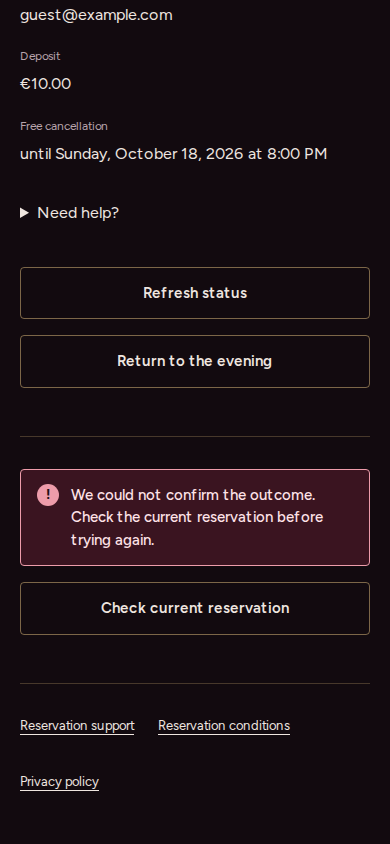 guest@example.com
Deposit
€10.00
Free cancellation
until Sunday, October 18, 2026 at 8:00 PM
Need help?
Refresh status
Return to the evening
We could not confirm the outcome.
Check the current reservation before
trying again.
Check current reservation
Reservation support Reservation conditions
Privacy policy